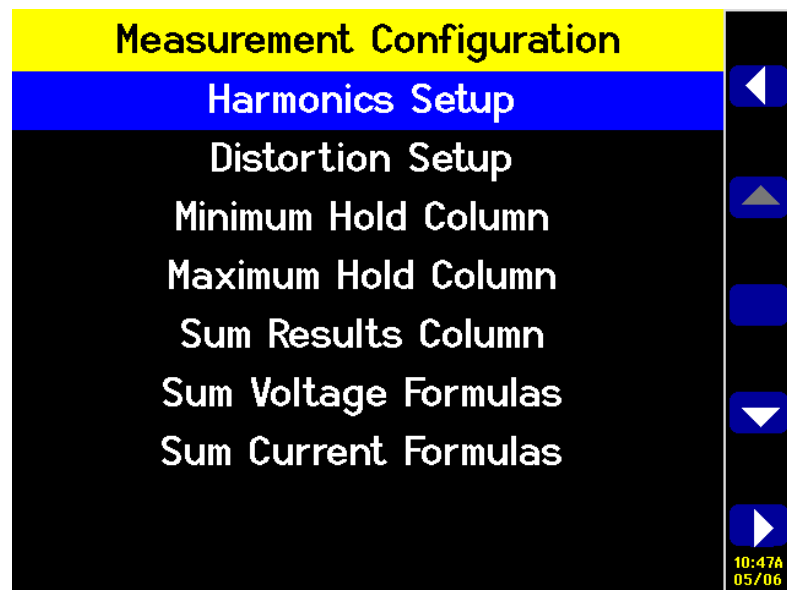 Measurement Configuration
Harmonics Setup
Distortion Setup
Minimum Hold Column
Maximum Hold Column
Sum Results Column
Sum Voltage Formulas
Sum Current Formulas
10:47A
05/06